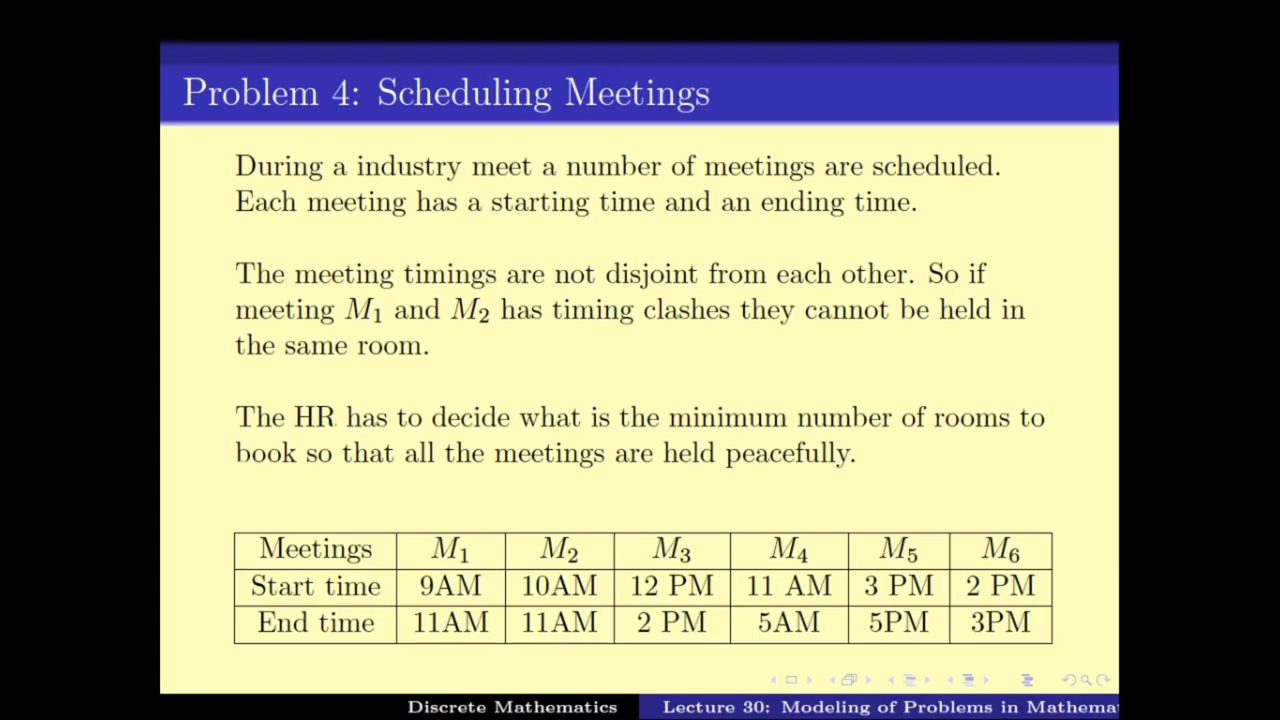 Problem 4: Scheduling Meetings
During a industry meet a number of meetings are scheduled.
Each meeting has a starting time and an ending time.
The meeting timings are not disjoint from each other. So if
meeting M1 and M2 has timing clashes they cannot be held in
the same room.
The HR has to decide what is the minimum number of rooms to
book so that all the meetings are held peacefully.
Meetings M1 M2 M3 M4 M5 M6
Start time 9AM 10AM 12 PM 11 AM 3 PM 2 PM
End time 11AM 11AM 2 PM 5AM 5PM 3PM
Discrete Mathematics Lecture 30: Modeling of Problems in Mathema